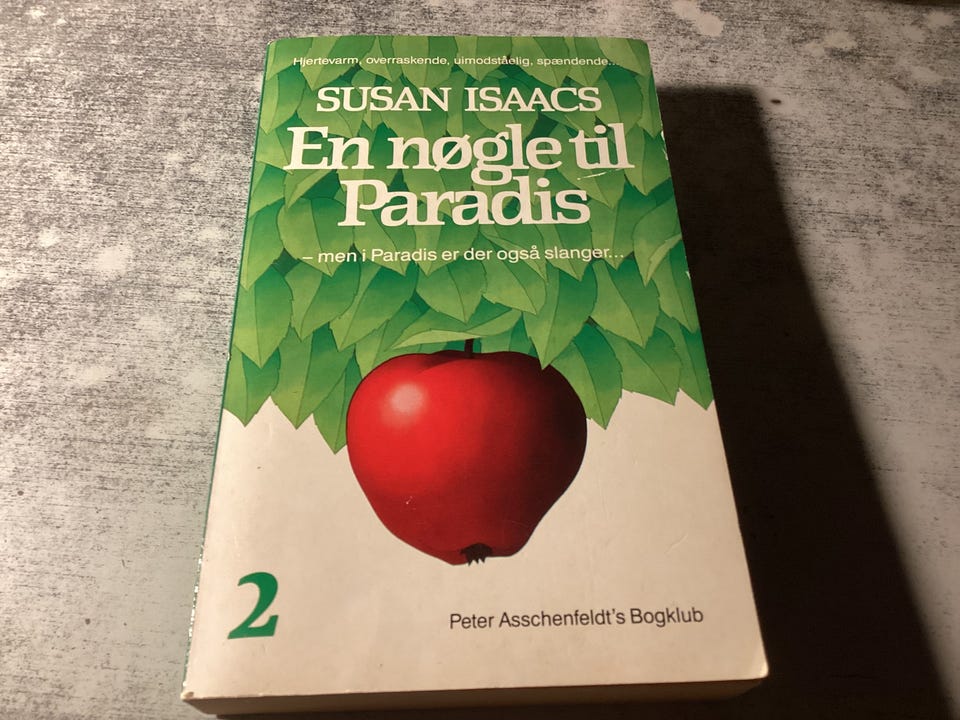 Hjertevarm, overraskende, uimodståelig, spændende...
SUSAN ISAACS
En nøgle til
Paradis
– men i Paradis er der også slanger...
2
Peter Asschenfeldt's Bogklub